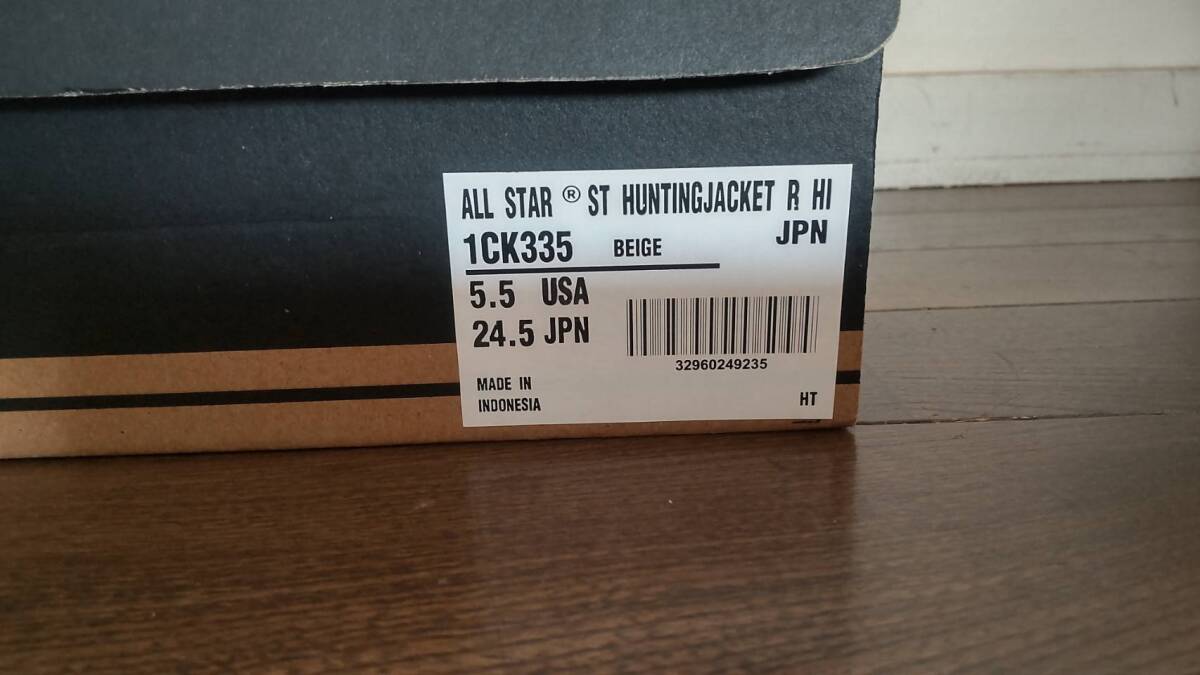 ALL STAR ® ST HUNTINGJACKET R HI
1CK335 BEIGE JPN
5.5 USA
24.5 JPN
32960249235
MADE IN
INDONESIA
HT